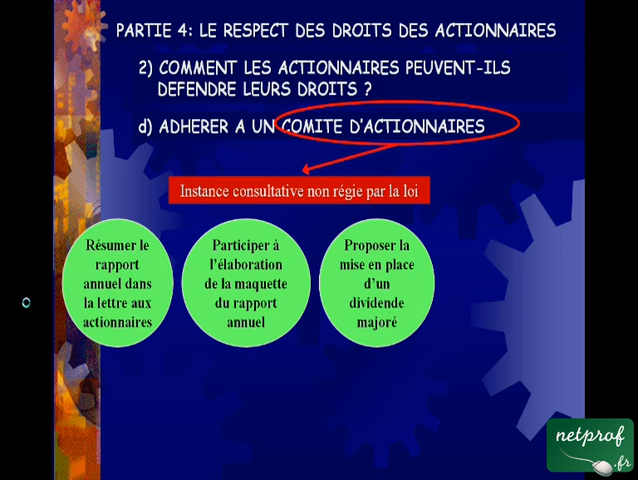 PARTIE 4: LE RESPECT DES DROITS DES ACTIONNAIRES
2) COMMENT LES ACTIONNAIRES PEUVENT-ILS
DEFENDRE LEURS DROITS ?
d) ADHERER A UN COMITE D'ACTIONNAIRES
Instance consultative non régie par la loi
Résumer le
rapport
annuel dans
la lettre aux
actionnaires
Participer à
l'élaboration
de la maquette
du rapport
annuel
Proposer la
mise en place
d'un
dividende
majoré
netprof
.fr